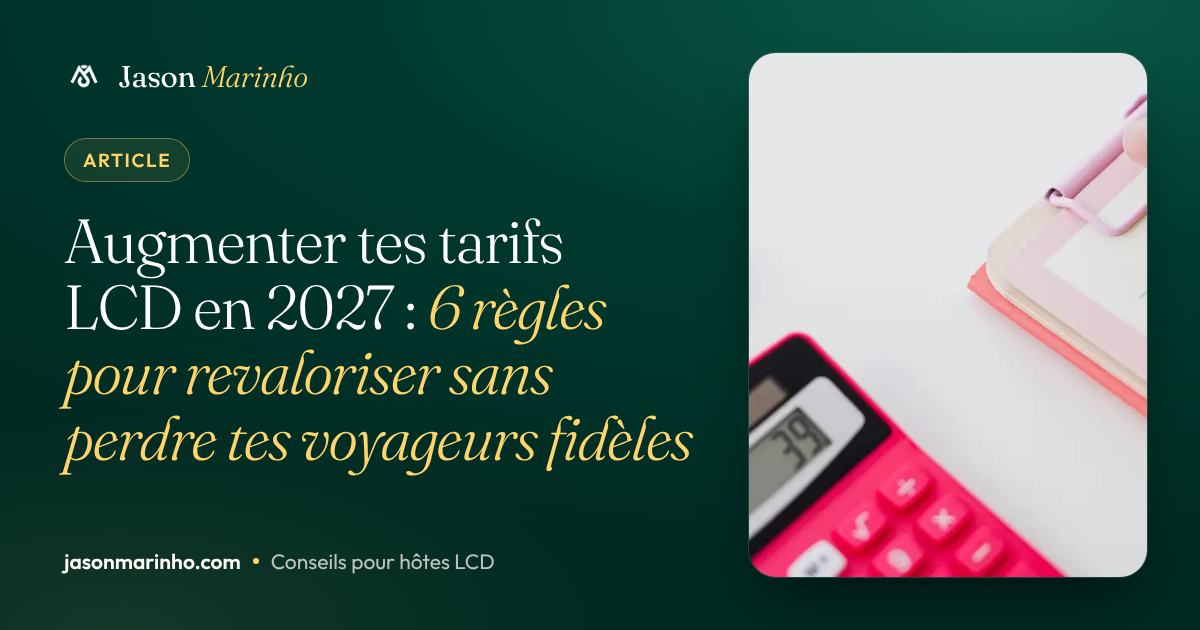 Jason Marinho
ARTICLE
Augmenter tes tarifs
LCD en 2027 : 6 règles
pour revaloriser sans
perdre tes voyageurs fidèles
jasonmarinho.com • Conseils pour hôtes LCD
39
+
√
×
-